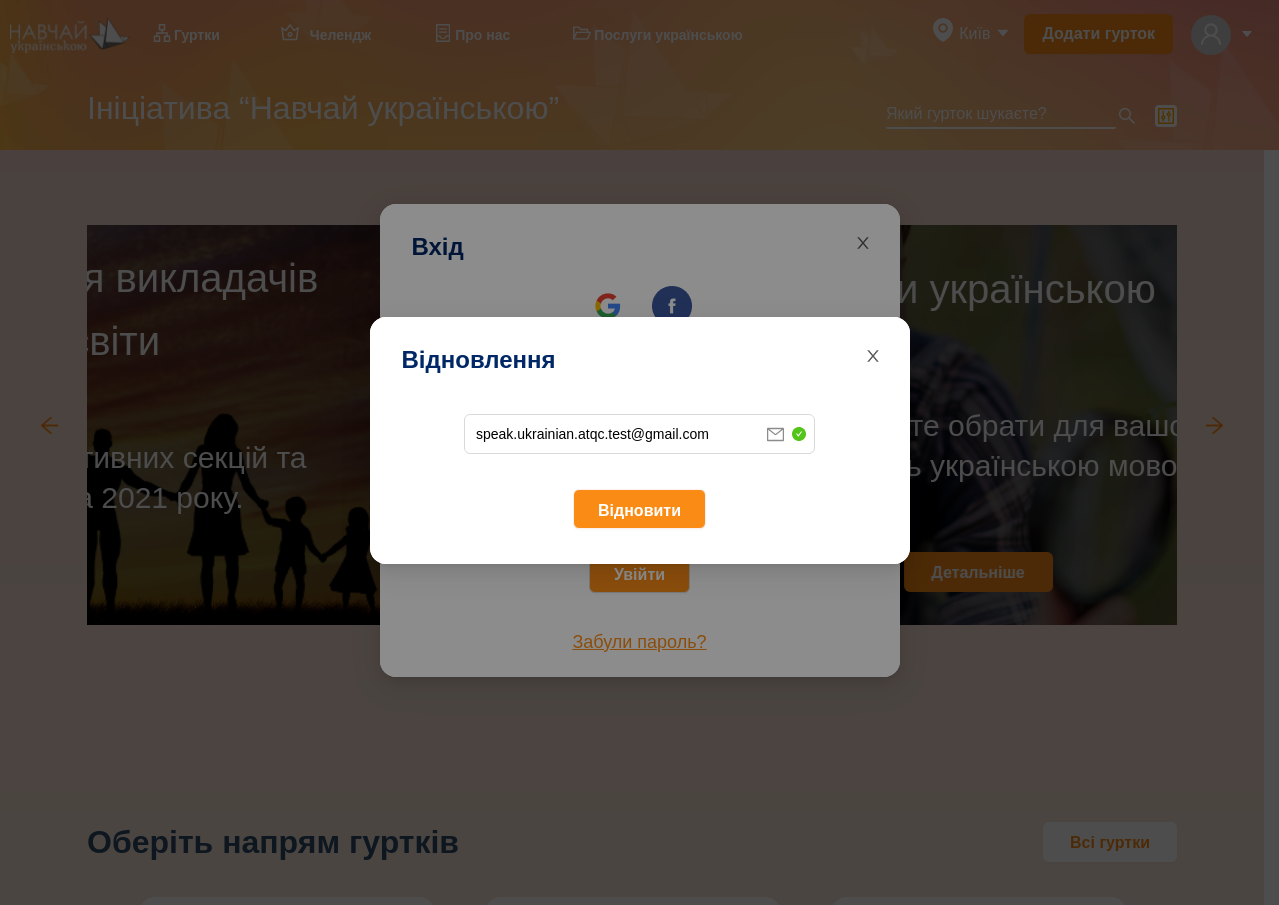 НАВЧАЙ
українською
Гуртки
Челендж
Про нас
Послуги українською
Київ
Додати гурток
Ініціатива “Навчай українською”
Який гурток шукаєте?
Вхід
я викладачів
світи
и українською
Відновлення
speak.ukrainian.atqc.test@gmail.com
Відновити
тивних секцій та
а 2021 року.
те обрати для вашо
ь українською мово
Увійти
Детальніше
Забули пароль?
Оберіть напрям гуртків
Всі гуртки